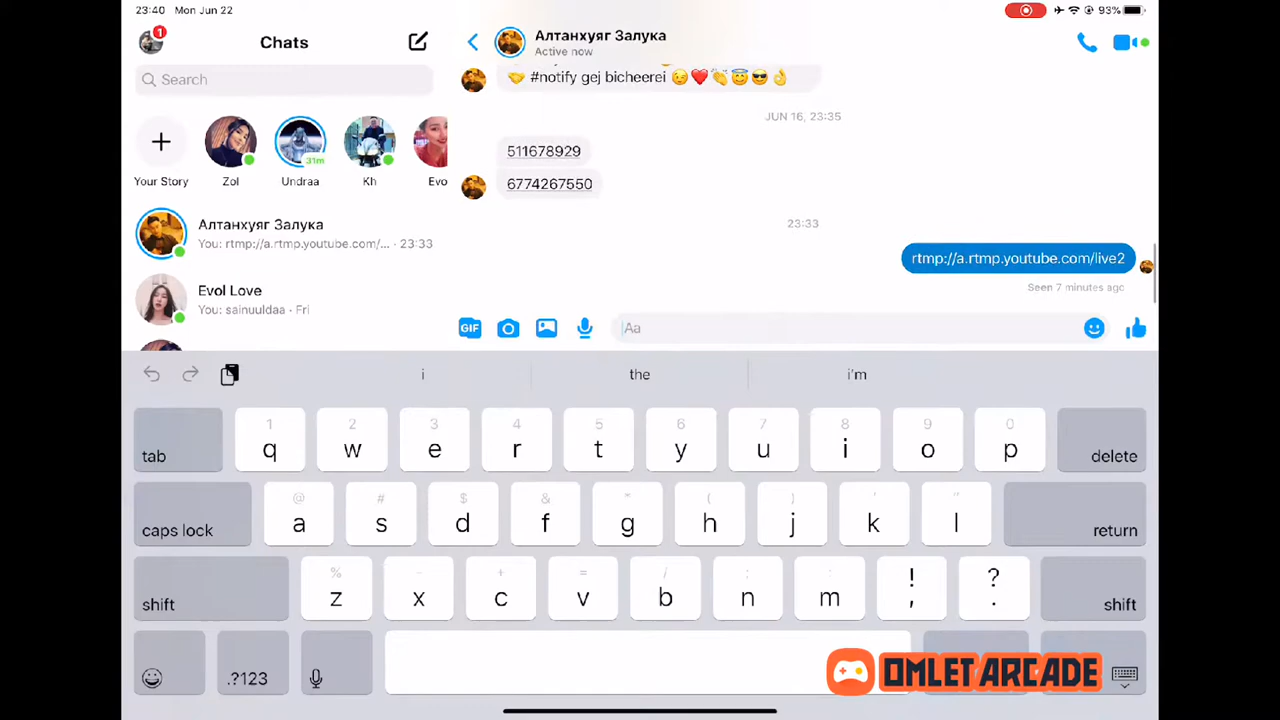 23:40 Mon Jun 22
93%
1
Chats
Search
Your Story
Zol
31m
Undraa
Kh
Evo
Алтанхуяг Залука
You: rtmp://a.rtmp.youtube.com/... · 23:33
Evol Love
You: sainuuldaa · Fri
Алтанхуяг Залука
Active now
#notify gej bicheerei
JUN 16, 23:35
511678929
6774267550
23:33
rtmp://a.rtmp.youtube.com/live2
Seen 7 minutes ago
GIF
Aa
i the i'm
1 2 3 4 5 6 7 8 9 0
tab q w e r t y u i o p delete
@ # $ & * ( ) ' "
caps lock a s d f g h j k l return
% - + = / ; : ! ?
shift z x c v b n m , . shift
.?123
OMLET ARCADE